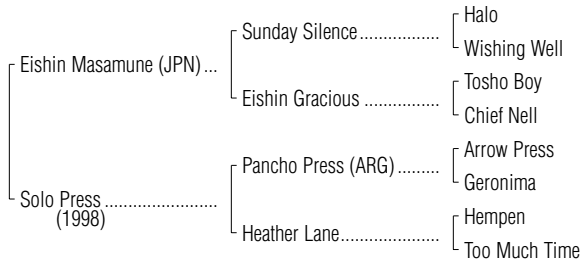 Eishin Masamune (JPN) ...
Sunday Silence ..................
Halo
Wishing Well
Eishin Gracious .................
Tosho Boy
Chief Nell
Solo Press .........................
(1998)
Pancho Press (ARG) .........
Arrow Press
Geronima
Heather Lane ......................
Hempen
Too Much Time